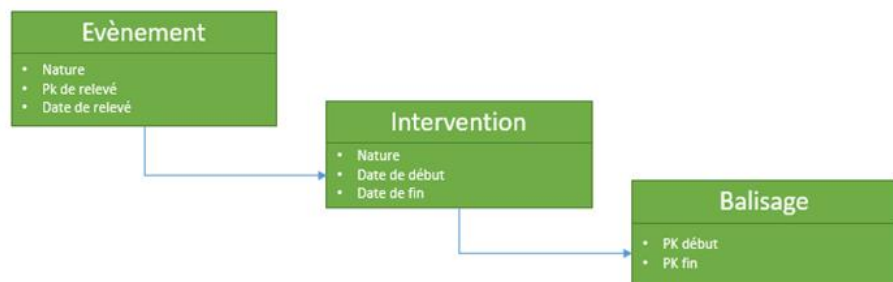 Evènement
• Nature
• Pk de relevé
• Date de relevé
Intervention
• Nature
• Date de début
• Date de fin
Balisage
• PK début
• PK fin